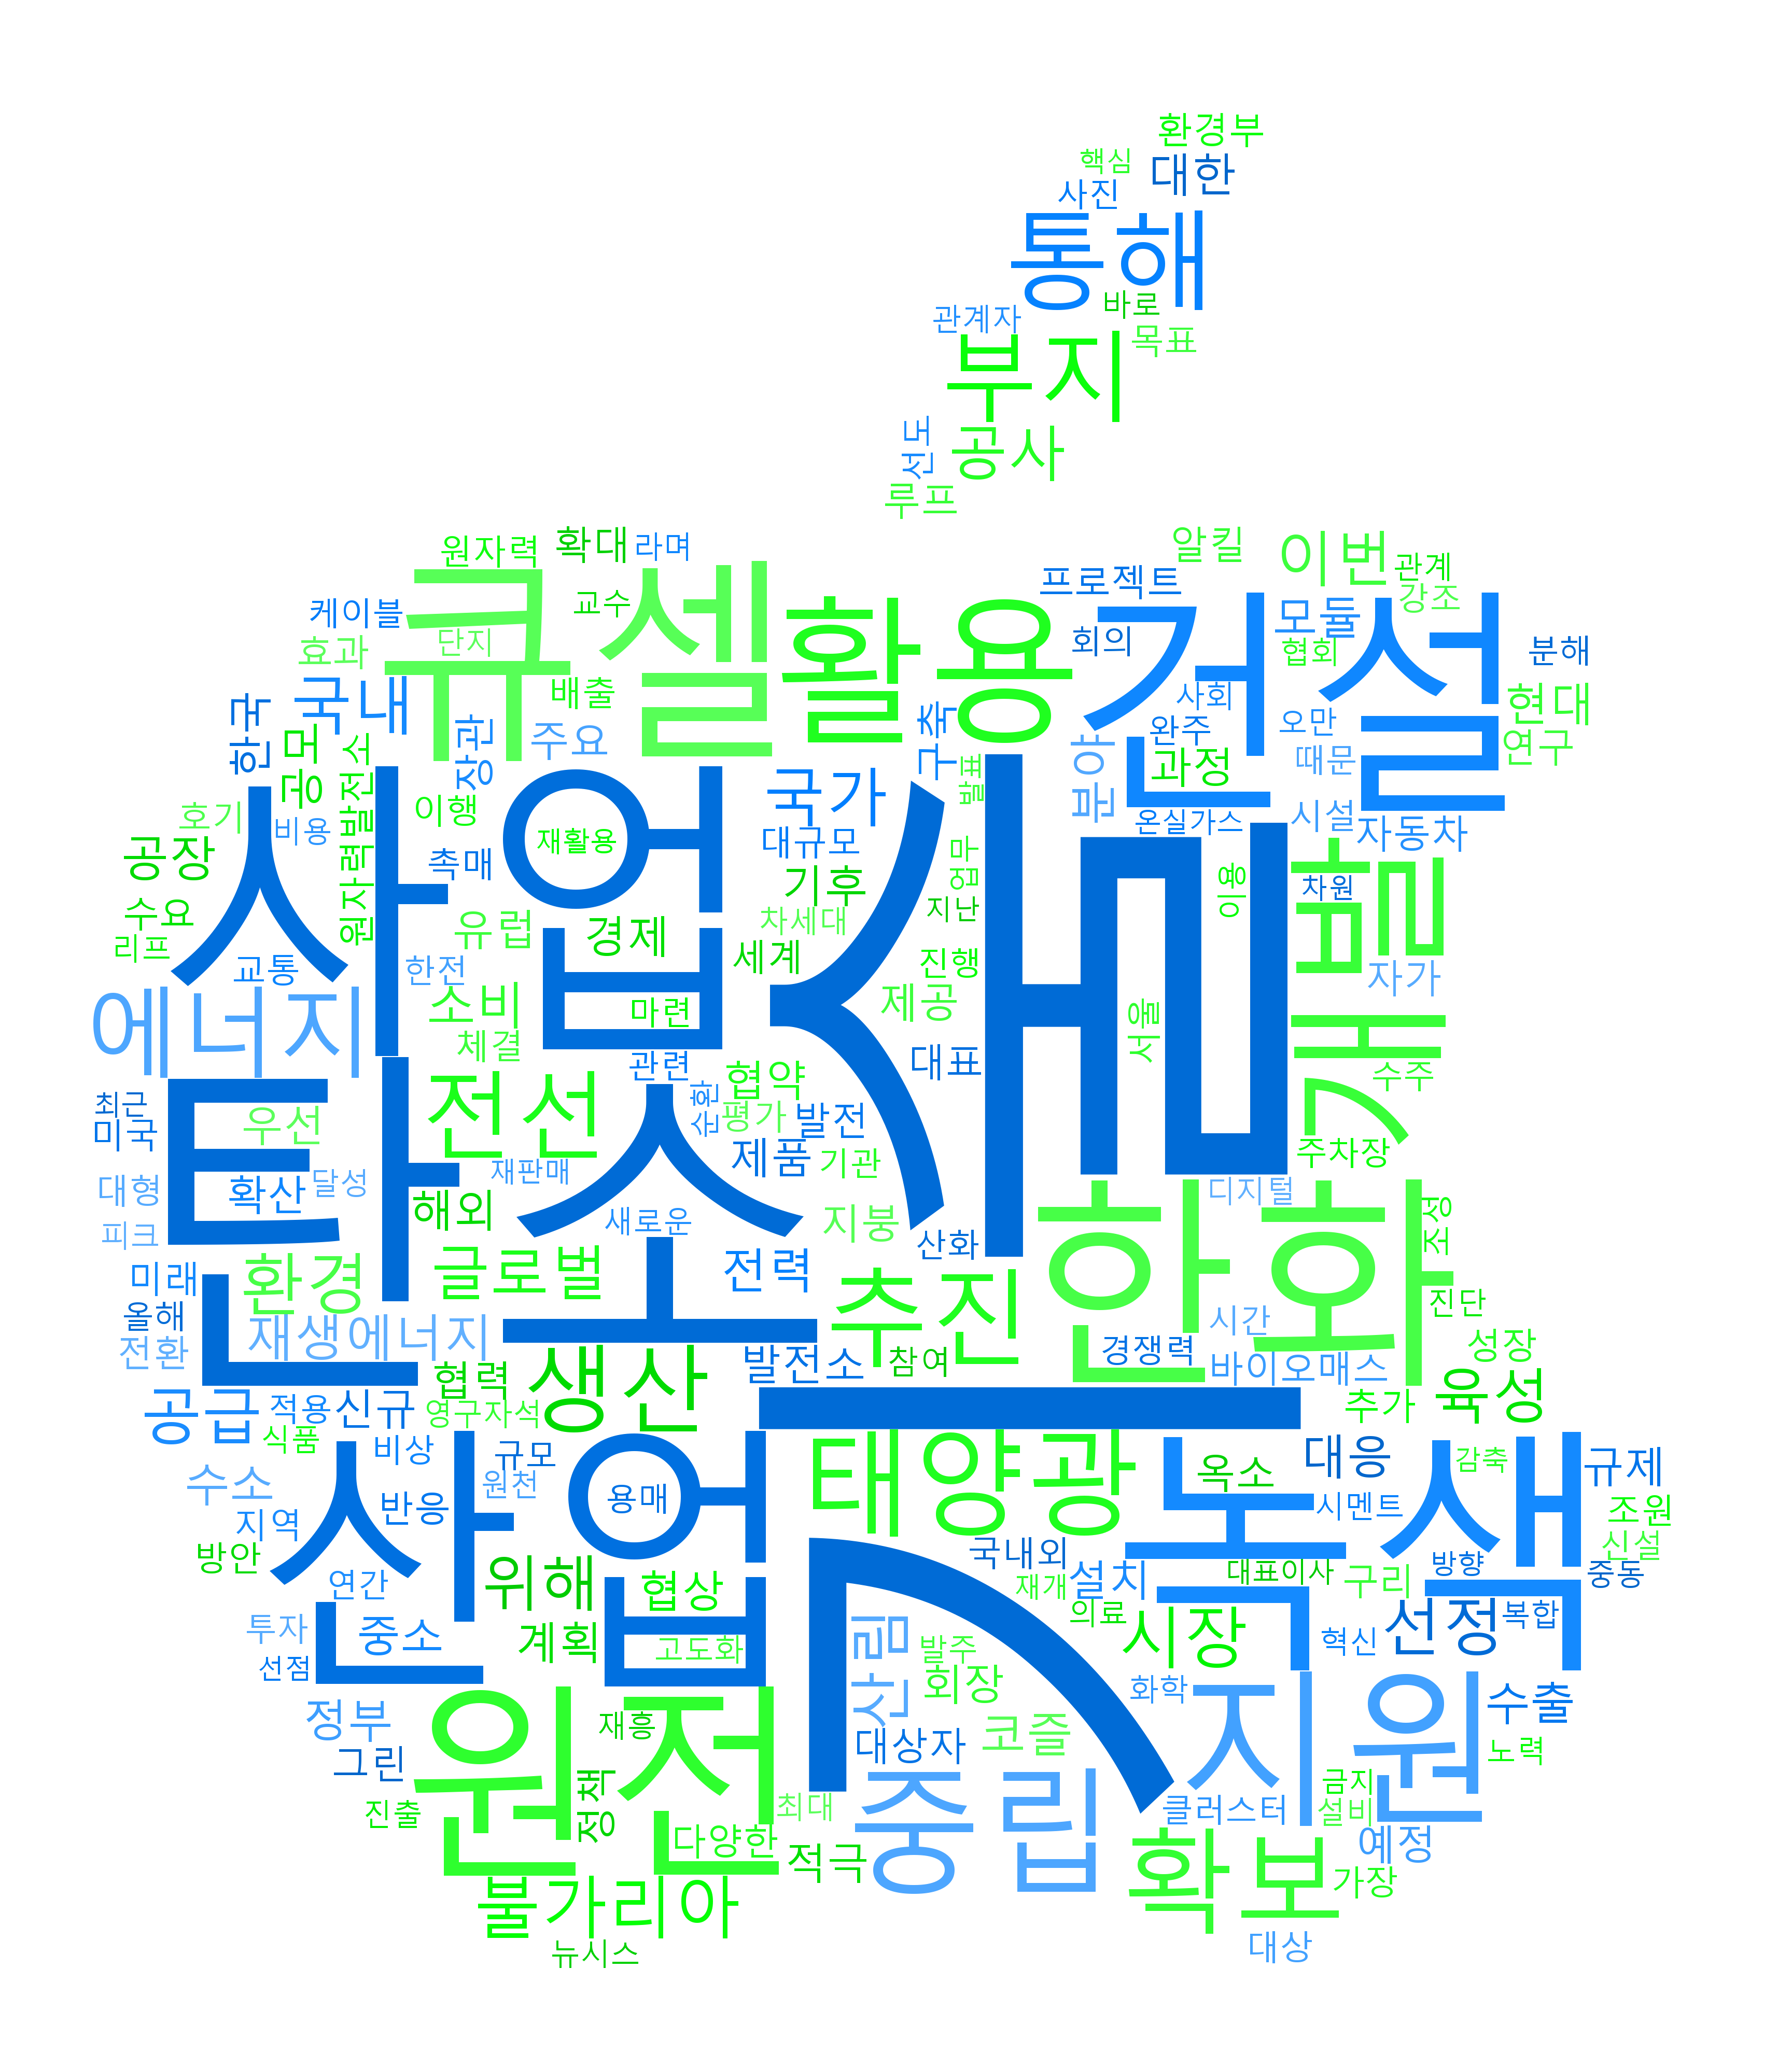 환경부
핵심
대한
사진
통해
바로
관계자
목표
부지
선도
공사
루프
원자력
확대
라며
알킬
이번
관계
큐셀
교수
활용
프로젝트
건설
강조
케이블
단지
회의
모듈
협회
분해
효과
국내
배출
사회
현대
한국
공모
원자력발전소
장관
주요
구축
분야
완주
오만
연구
과정
때문
사업
이행
국가
발표
호기
비용
재활용
대규모
온실가스
시설
자동차
공장
촉매
기후
업무
이용
차원
개발
수요
유럽
경제
차세대
지난
리프
교통
한전
세계
진행
자가
에너지
소비
마련
제공
서울
체결
관련
대표
탄소
전선
협약
새만금
수주
최근
순환
평가
발전
미국
우선
제품
기관
주차장
대형
확산
달성
재판매
디지털
해외
새로운
지붕
한화
조성
피크
산화
미래
환경
글로벌
전력
추진
진단
올해
시간
전환
재생에너지
발전소
참여
경쟁력
성장
협력
생산
바이오매스
공급
적용
신규
영구자석
추가
육성
식품
산업
비상
규모
태양광
녹색
대응
감축
규제
수소
원천
옥소
지역
반응
용매
시멘트
조원
방안
국내외
신설
연간
위해
협상
재개
설치
대표이사
구리
방향
중동
투자
중소
계획
고도화
산림
발주
의료
시장
혁신
선정
복합
선점
회장
화학
지원
정부
원전
재흥
대상자
코즐
수출
그린
노력
정책
중립
금지
진출
최대
클러스터
설비
다양한
적극
확보
예정
불가리아
가장
뉴시스
대상